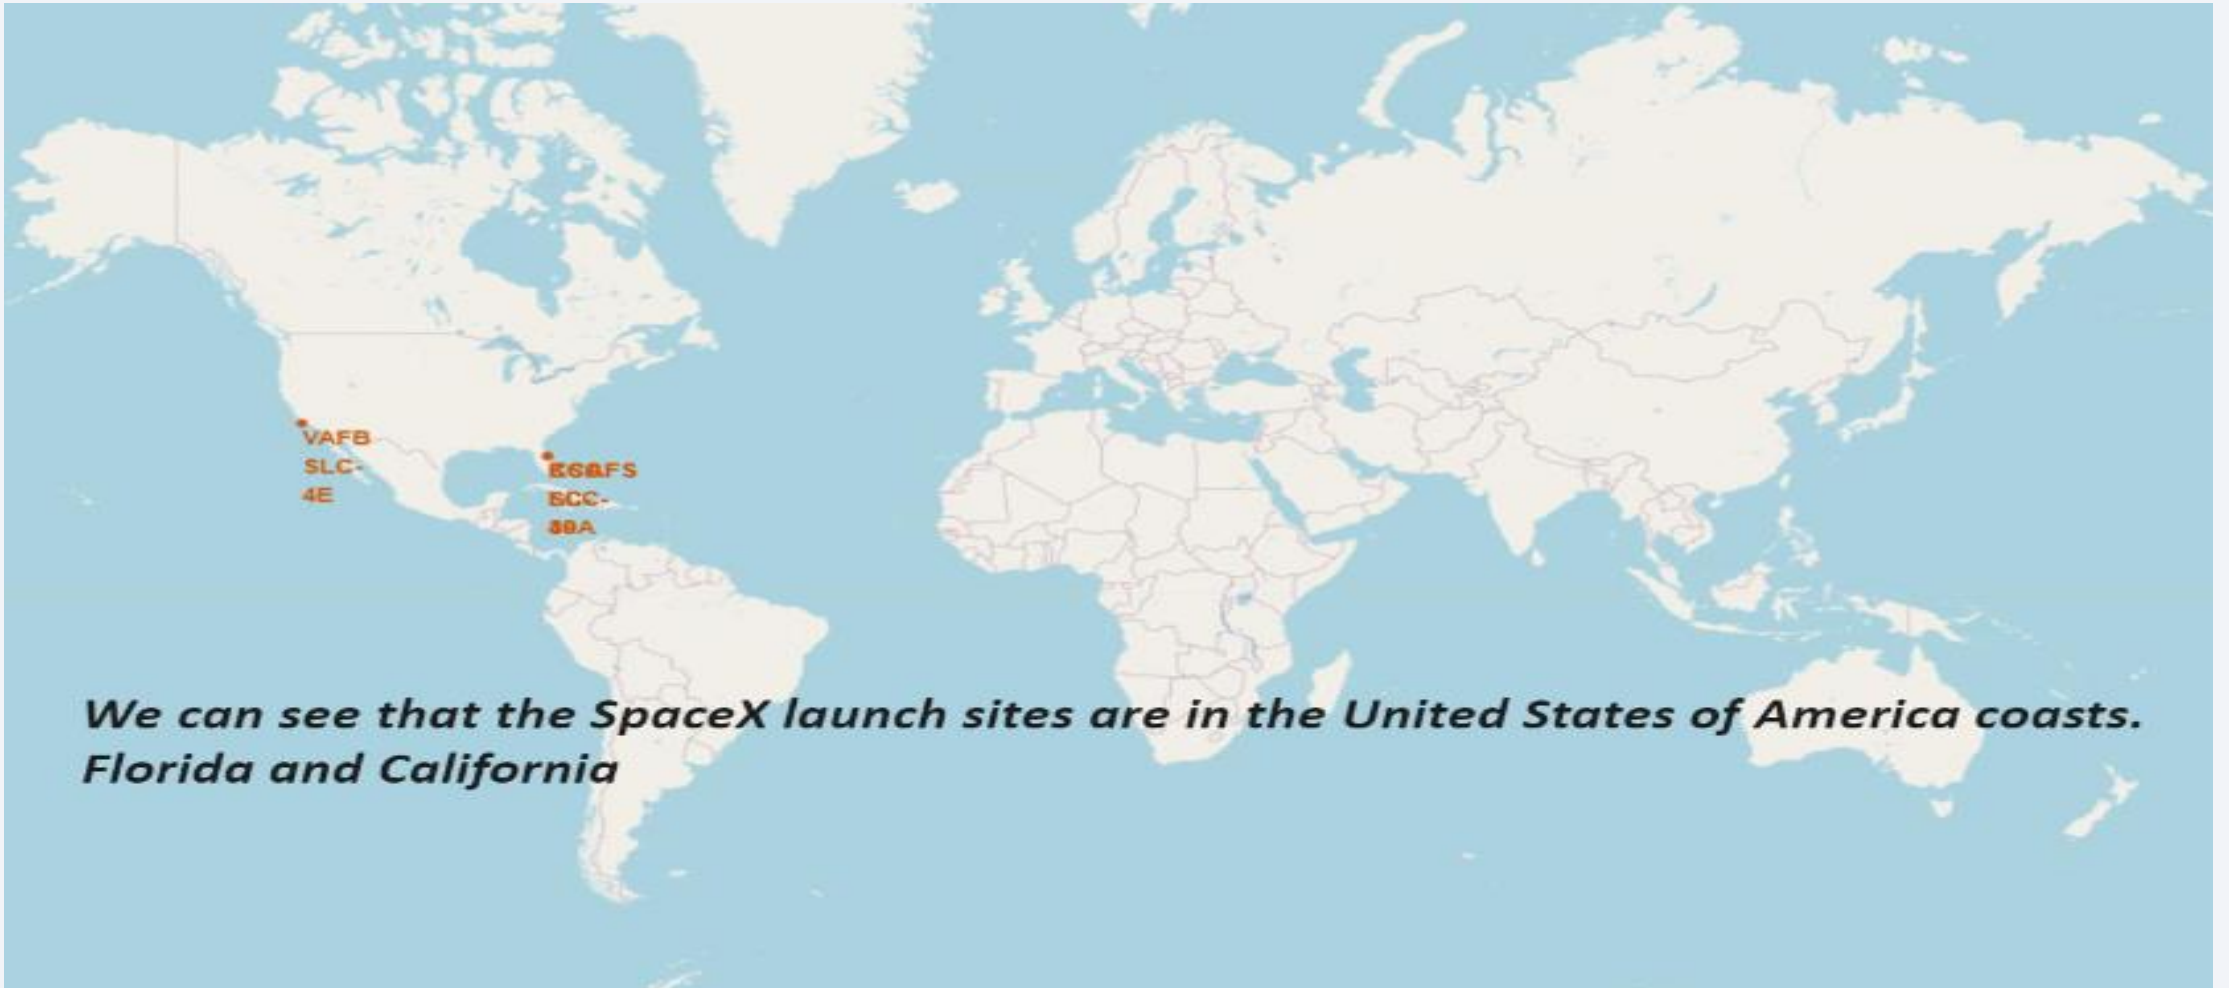 VAFB
SLC-
4E
We can see that the SpaceX launch sites are in the United States of America coasts.
Florida and California